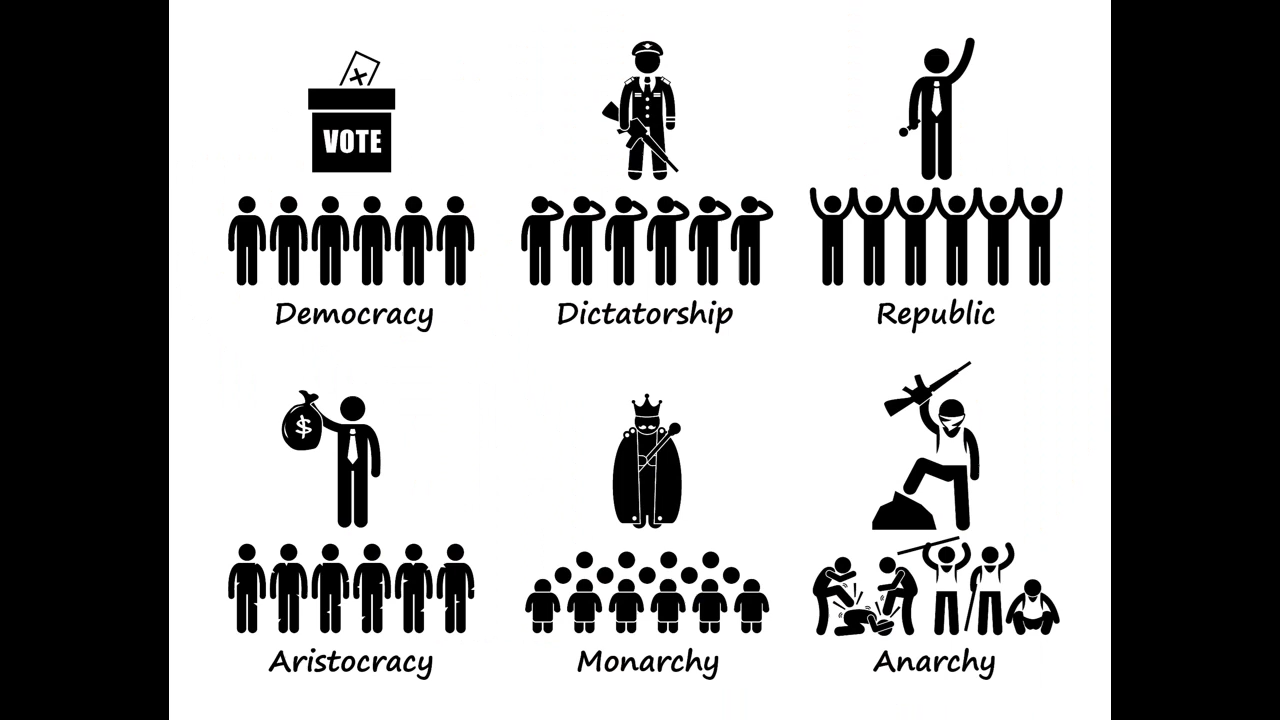 VOTE
Democracy
Dictatorship
Republic
$
Aristocracy
Monarchy
Anarchy